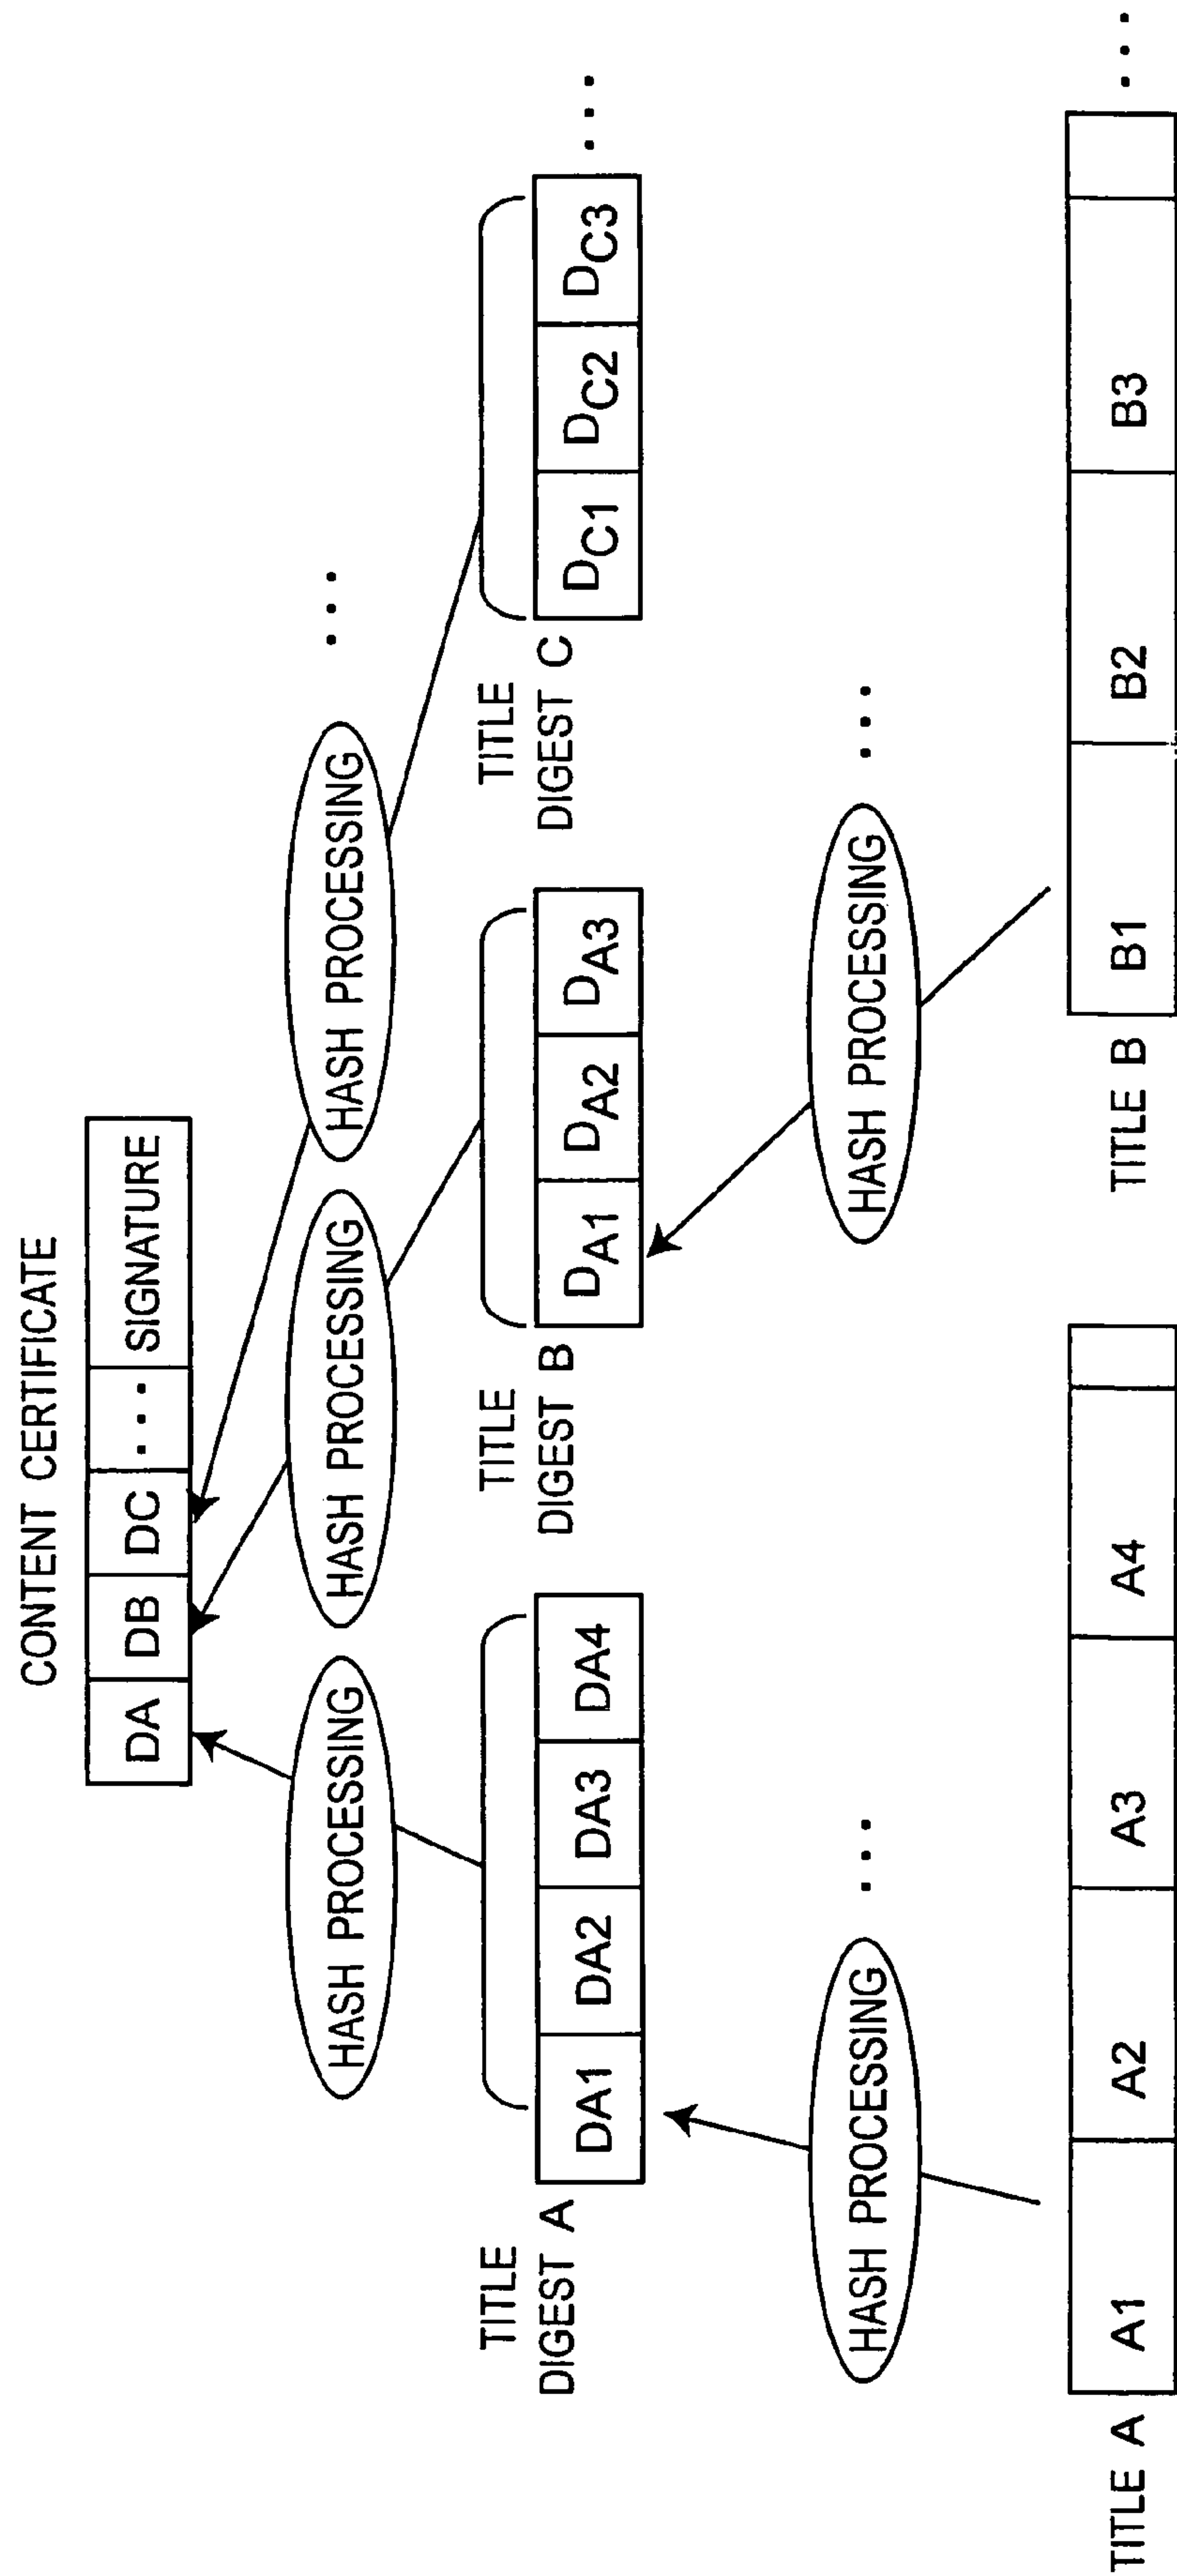 CONTENT CERTIFICATE
DA DB DC ... SIGNATURE
HASH PROCESSING HASH PROCESSING HASH PROCESSING ...
TITLE
DIGEST A
DA1 DA2 DA3 DA4
TITLE
DIGEST B
DA1 DA2 DA3
TITLE
DIGEST C
DC1 DC2 DC3 ...
HASH PROCESSING ... HASH PROCESSING ...
TITLE A A1 A2 A3 A4
TITLE B B1 B2 B3 ...